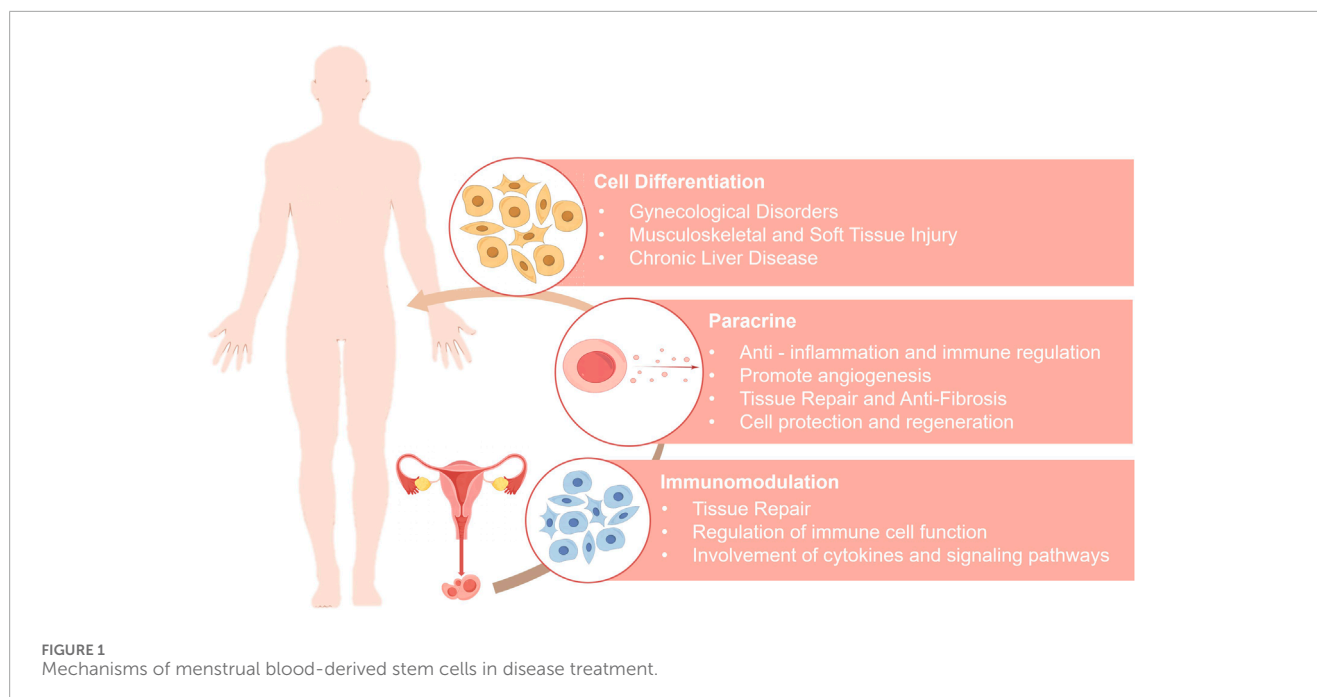 Cell Differentiation
• Gynecological Disorders
• Musculoskeletal and Soft Tissue Injury
• Chronic Liver Disease
Paracrine
• Anti - inflammation and immune regulation
• Promote angiogenesis
• Tissue Repair and Anti-Fibrosis
• Cell protection and regeneration
Immunomodulation
• Tissue Repair
• Regulation of immune cell function
• Involvement of cytokines and signaling pathways
FIGURE 1
Mechanisms of menstrual blood-derived stem cells in disease treatment.